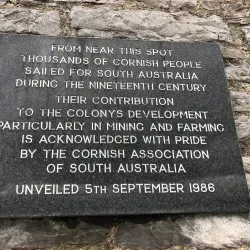 FROM NEAR THIS SPOT
THOUSANDS OF CORNISH PEOPLE
SAILED FOR SOUTH AUSTRALIA
DURING THE NINETEENTH CENTURY
THEIR CONTRIBUTION
TO THE COLONYS DEVELOPMENT
PARTICULARLY IN MINING AND FARMING
IS ACKNOWLEDGED WITH PRIDE
BY THE CORNISH ASSOCIATION
OF SOUTH AUSTRALIA
UNVEILED 5TH SEPTEMBER 1986